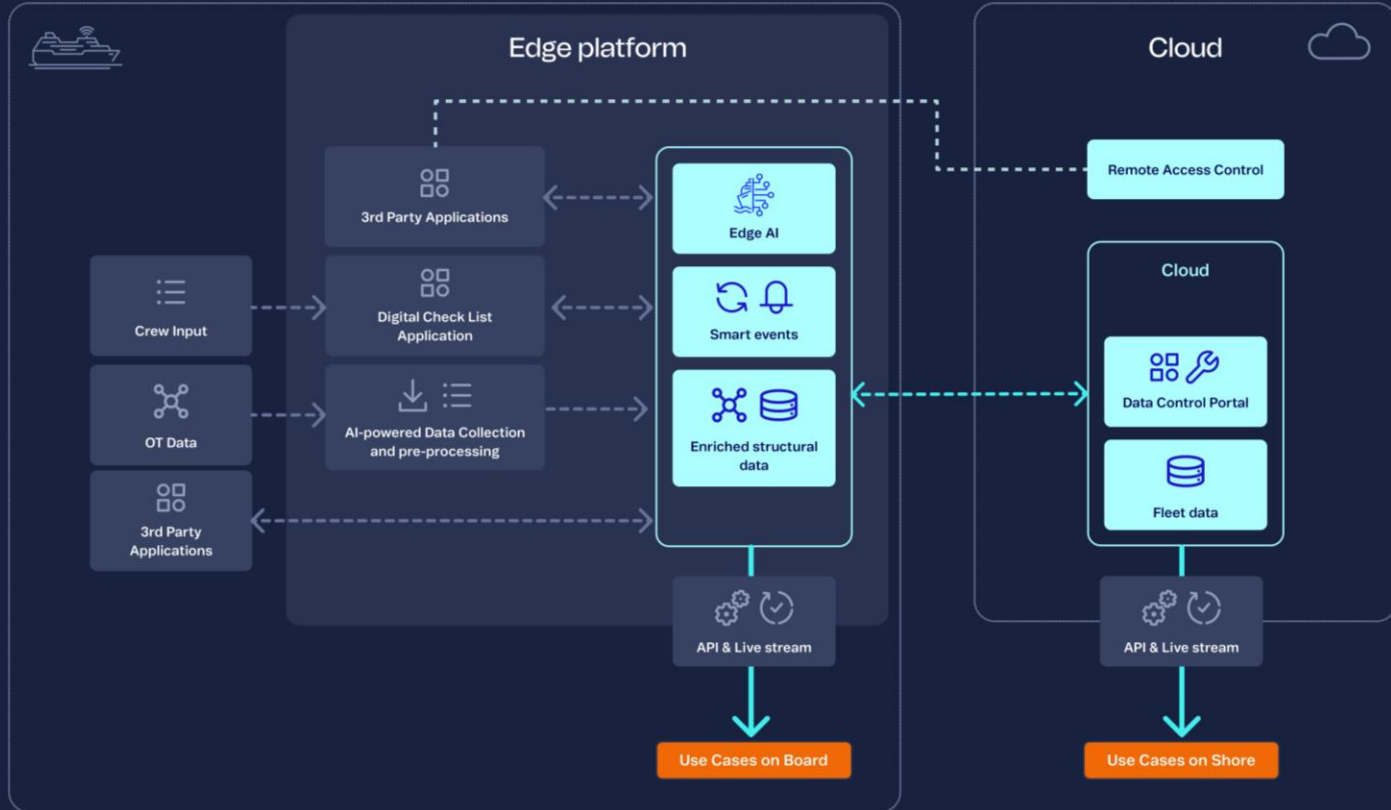 Edge platform
Cloud
3rd Party Applications
Edge AI
Remote Access Control
Crew Input
Digital Check List
Application
Smart events
Cloud
OT Data
AI-powered Data Collection
and pre-processing
Enriched structural
data
Data Control Portal
3rd Party
Applications
Fleet data
API & Live stream
API & Live stream
Use Cases on Board
Use Cases on Shore